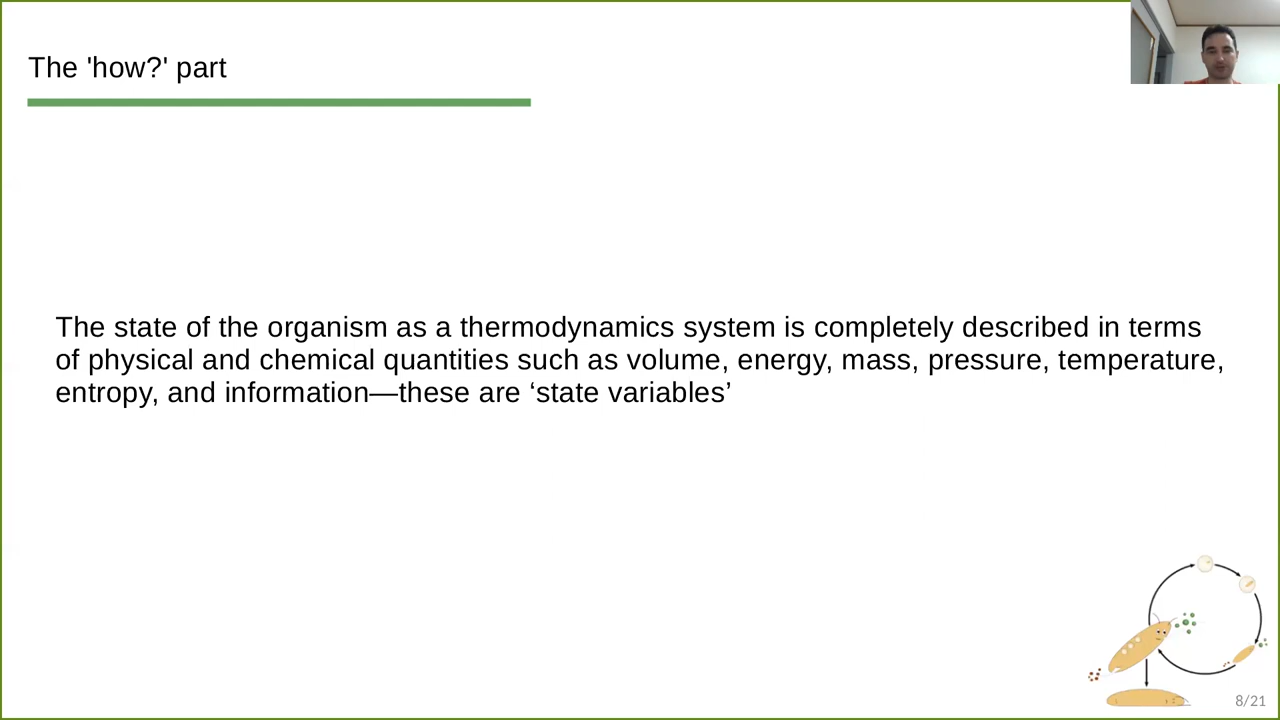 The 'how?' part
The state of the organism as a thermodynamics system is completely described in terms
of physical and chemical quantities such as volume, energy, mass, pressure, temperature,
entropy, and information—these are ‘state variables’
8/21